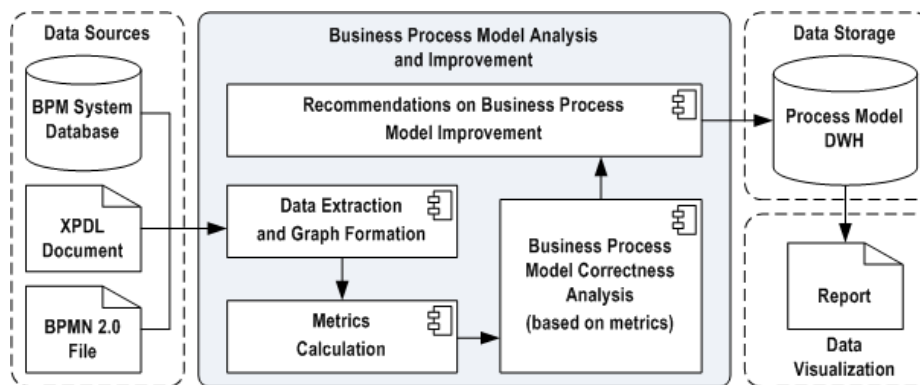 Data Sources
BPM System
Database
XPDL
Document
BPMN 2.0
File
Business Process Model Analysis
and Improvement
Recommendations on Business Process
Model Improvement
Data Extraction
and Graph Formation
Metrics
Calculation
Business Process
Model Correctness
Analysis
(based on metrics)
Data Storage
Process Model
DWH
Report
Data
Visualization